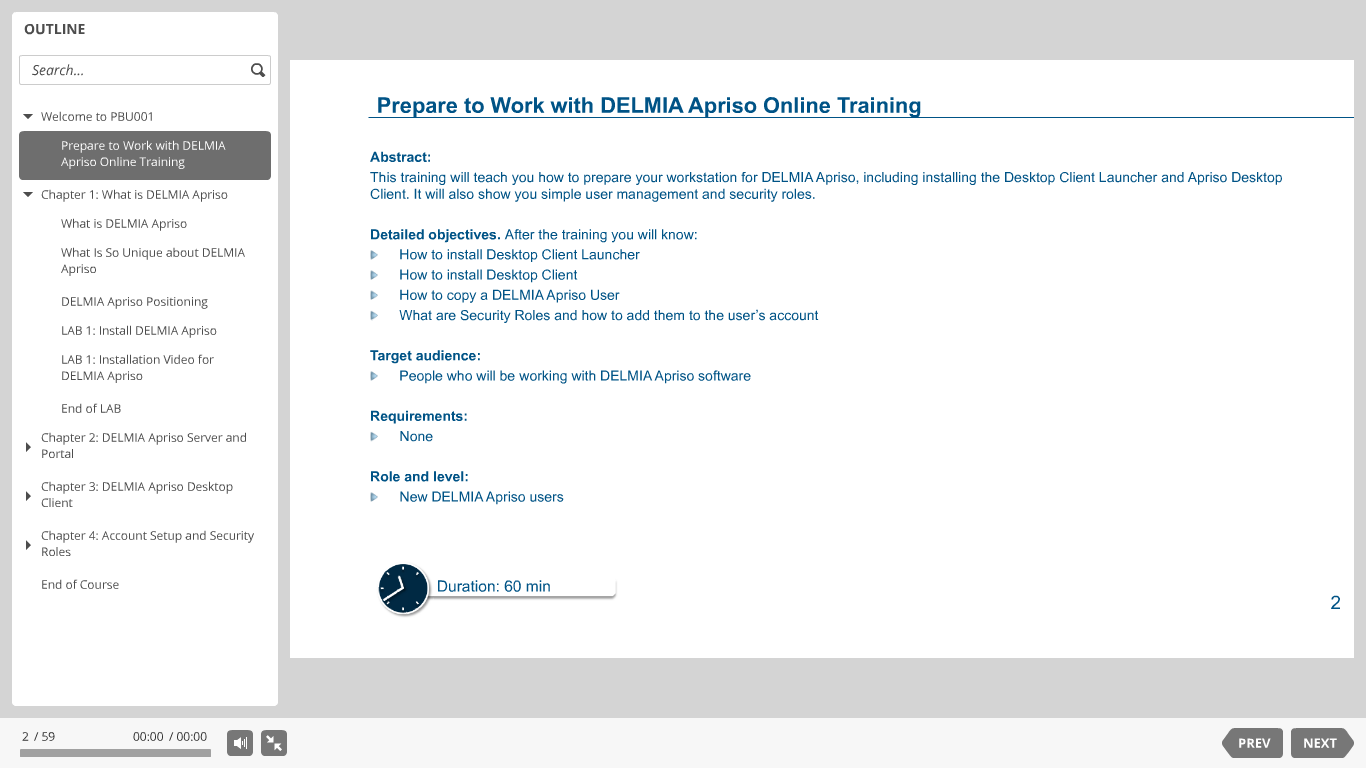 OUTLINE
Search...
Welcome to PBU001
Prepare to Work with DELMIA
Apriso Online Training
Chapter 1: What is DELMIA Apriso
What is DELMIA Apriso
What Is So Unique about DELMIA
Apriso
DELMIA Apriso Positioning
LAB 1: Install DELMIA Apriso
LAB 1: Installation Video for
DELMIA Apriso
End of LAB
Chapter 2: DELMIA Apriso Server and
Portal
Chapter 3: DELMIA Apriso Desktop
Client
Chapter 4: Account Setup and Security
Roles
End of Course
Prepare to Work with DELMIA Apriso Online Training
Abstract:
This training will teach you how to prepare your workstation for DELMIA Apriso, including installing the Desktop Client Launcher and Apriso Desktop
Client. It will also show you simple user management and security roles.
Detailed objectives. After the training you will know:
How to install Desktop Client Launcher
How to install Desktop Client
How to copy a DELMIA Apriso User
What are Security Roles and how to add them to the user’s account
Target audience:
People who will be working with DELMIA Apriso software
Requirements:
None
Role and level:
New DELMIA Apriso users
Duration: 60 min
2
2 / 59
00:00 / 00:00
PREV
NEXT